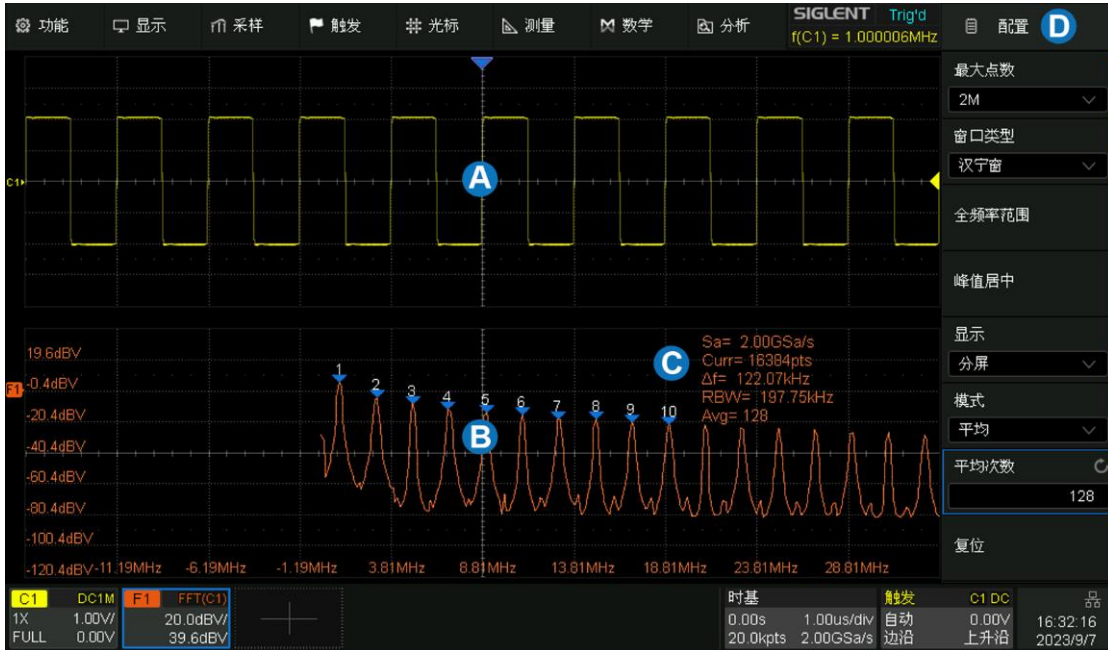 功能 显示 采样 触发 光标 测量 数学 分析 SIGLENT Trig'd
f(C1) = 1.000006MHz
配置 D
最大点数
2M
窗口类型
汉宁窗
全频率范围
峰值居中
显示
分屏
模式
平均
平均次数
128
复位
C1
A
19.6dBV
F1 -0.4dBV
-20.4dBV
-40.4dBV
-60.4dBV
-80.4dBV
-100.4dBV
-120.4dBV -11.19MHz -6.19MHz -1.19MHz 3.81MHz 8.81MHz 13.81MHz 18.81MHz 23.81MHz 28.81MHz
1 2 3 4 5 6 7 8 9 10
B
C
Sa= 2.00GSa/s
Curr= 16384pts
Δf= 122.07kHz
RBW= 197.75kHz
Avg= 128
C1 DC1M
1X 1.00V/
FULL 0.00V
F1 FFT(C1)
20.0dBV/
39.6dBV
时基
0.00s 1.00us/div
20.0kpts 2.00GSa/s
触发 C1 DC
自动 0.00V
边沿 上升沿
16:32:16
2023/9/7